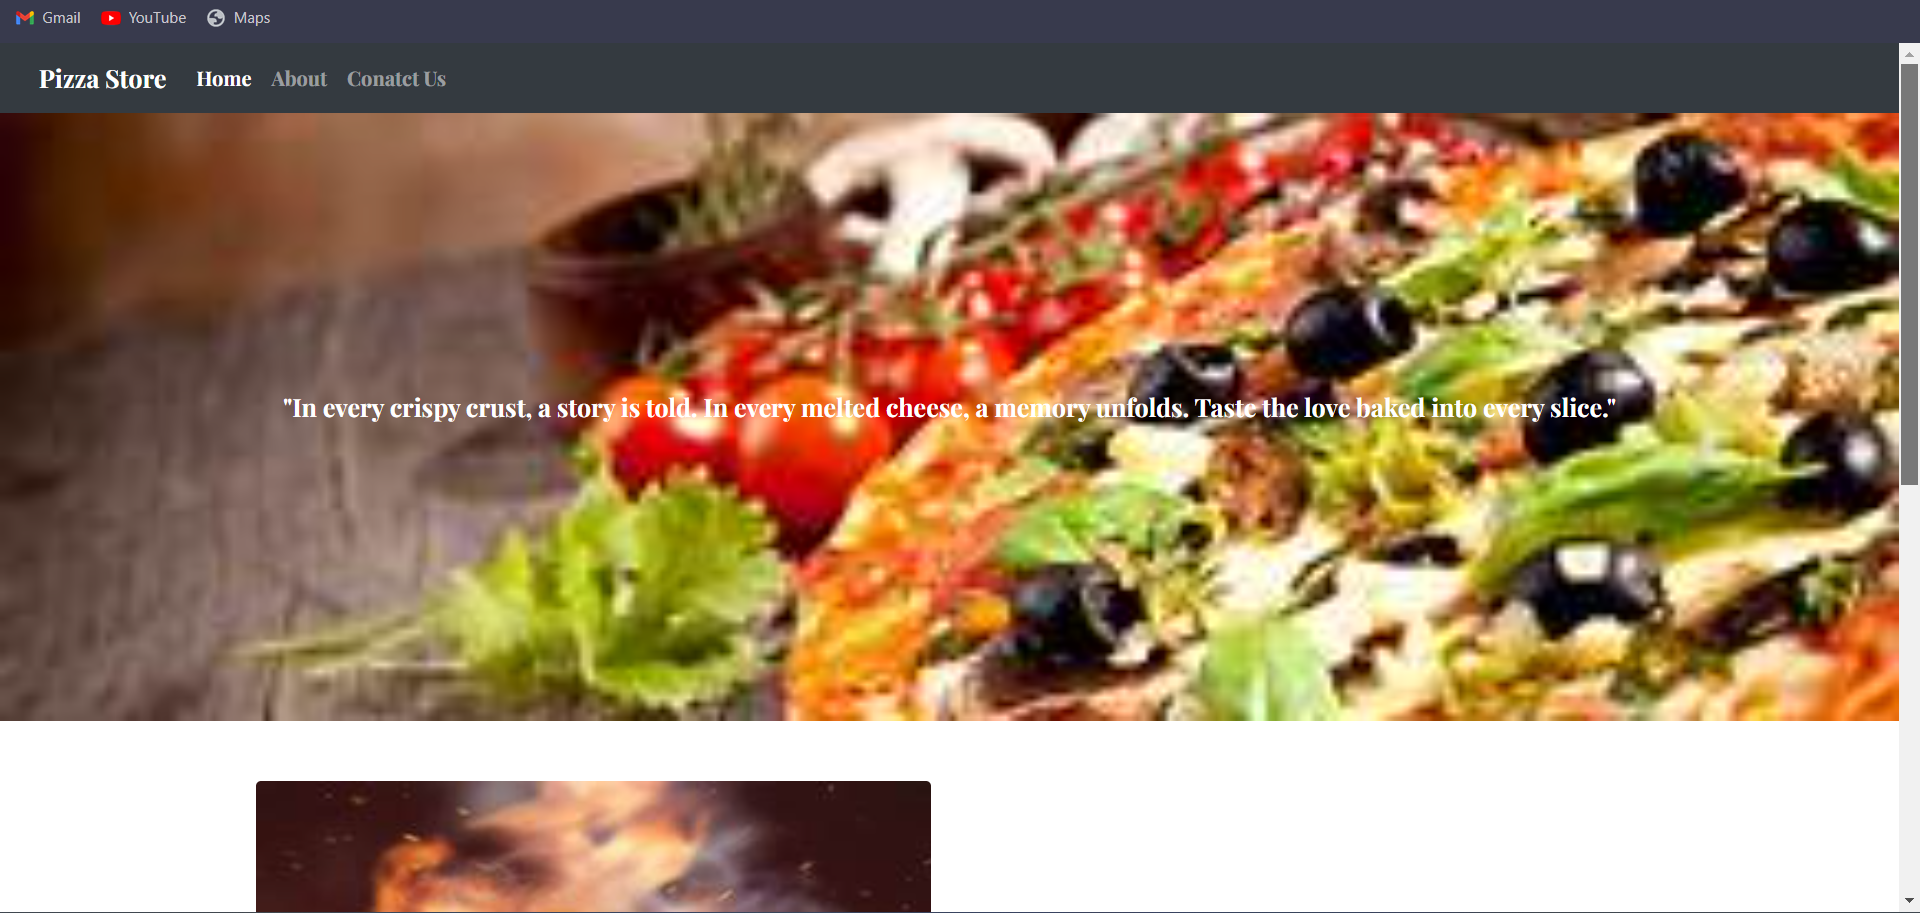 Gmail YouTube Maps
Pizza Store Home About Conatct Us
"In every crispy crust, a story is told. In every melted cheese, a memory unfolds. Taste the love baked into every slice."